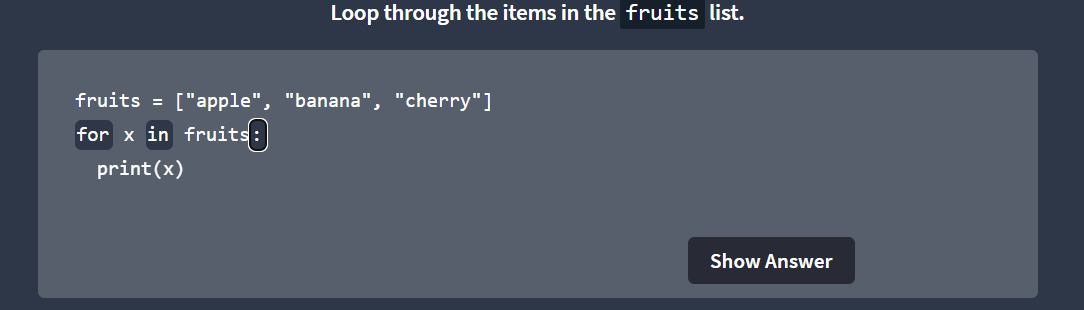 Loop through the items in the fruits list.
fruits = ["apple", "banana", "cherry"]
for x in fruits:
  print(x)
Show Answer